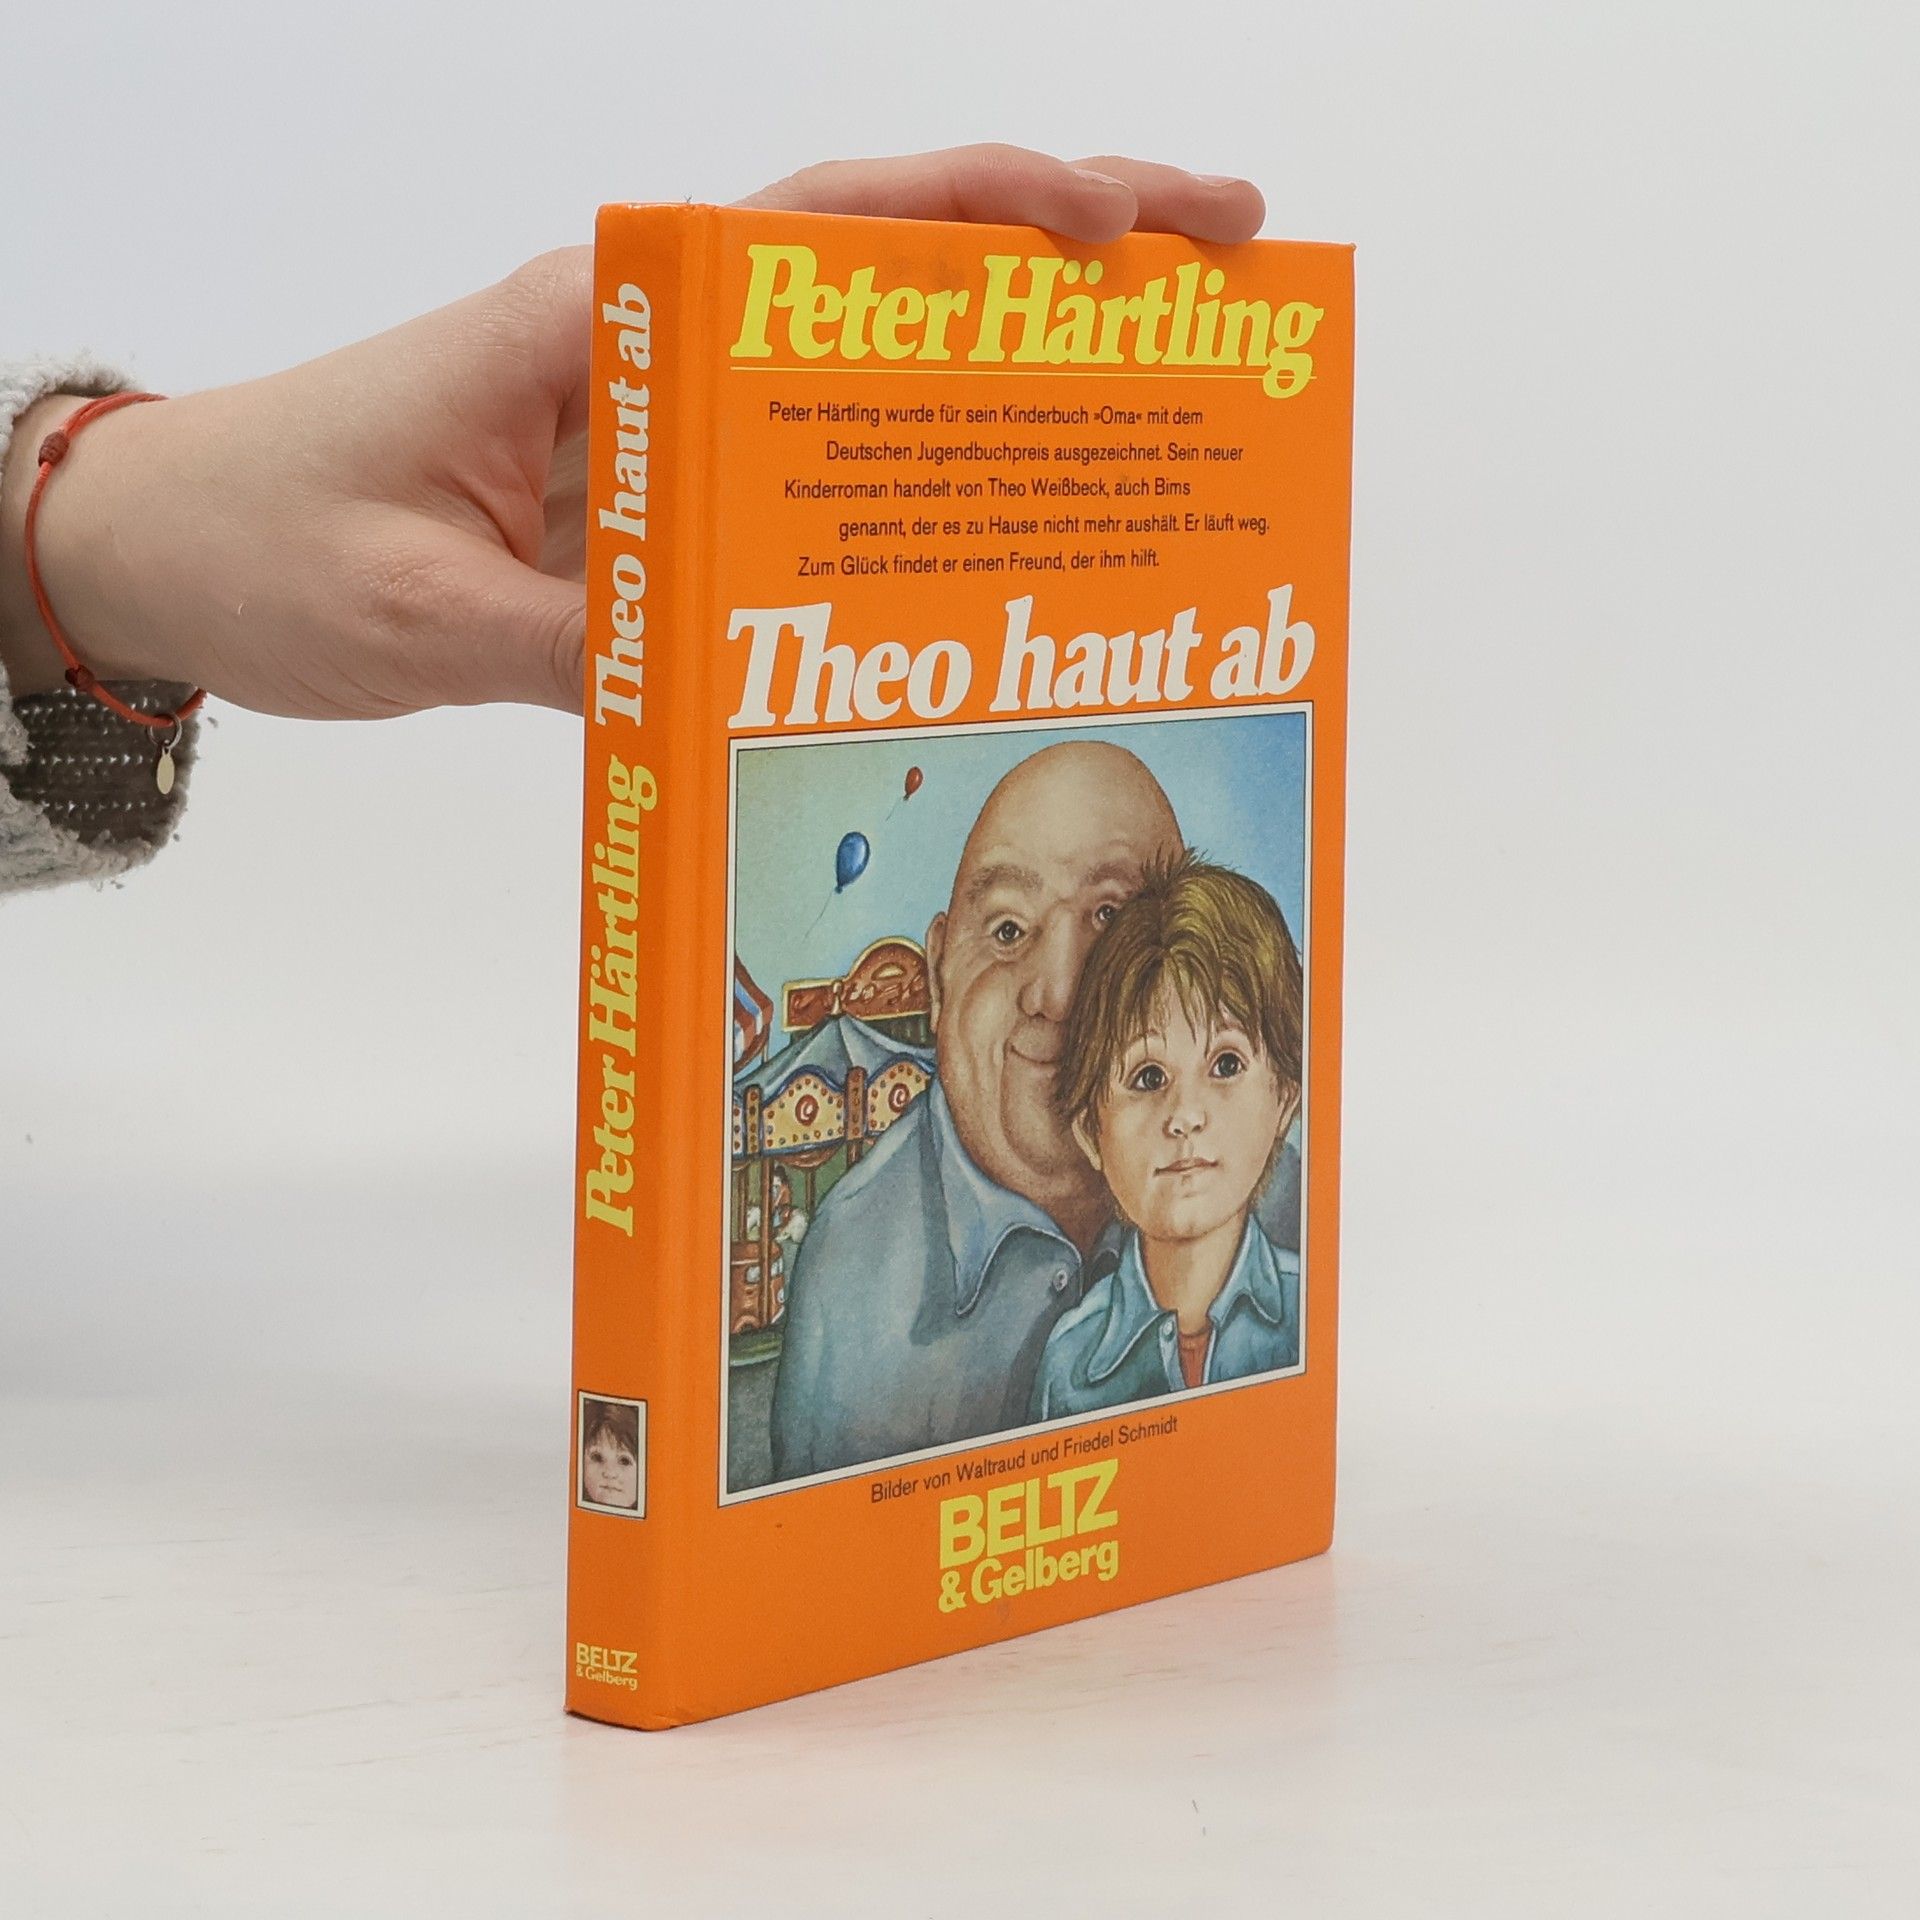 Peter Härtling
Peter Härtling wurde für sein Kinderbuch »Oma« mit dem
Deutschen Jugendbuchpreis ausgezeichnet. Sein neuer
Kinderroman handelt von Theo Weißbeck, auch Bims
genannt, der es zu Hause nicht mehr aushält. Er läuft weg.
Zum Glück findet er einen Freund, der ihm hilft.
Theo haut ab
Bilder von Waltraud und Friedel Schmidt
BELTZ
& Gelberg
Peter Härtling Theo haut ab
BELTZ
& Gelberg